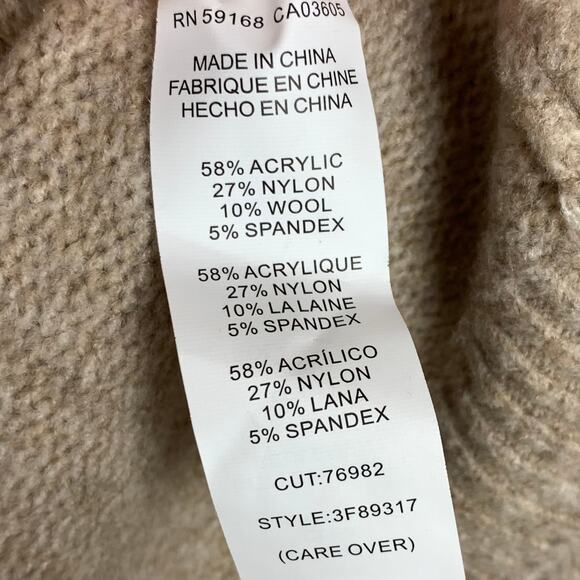 RN 59168 CA03605
MADE IN CHINA
FABRIQUE EN CHINE
HECHO EN CHINA
58% ACRYLIC
27% NYLON
10% WOOL
5% SPANDEX
58% ACRYLIQUE
27% NYLON
10% LA LAINE
5% SPANDEX
58% ACRÍLICO
27% NYLON
10% LANA
5% SPANDEX
CUT:76982
STYLE:3F89317
(CARE OVER)